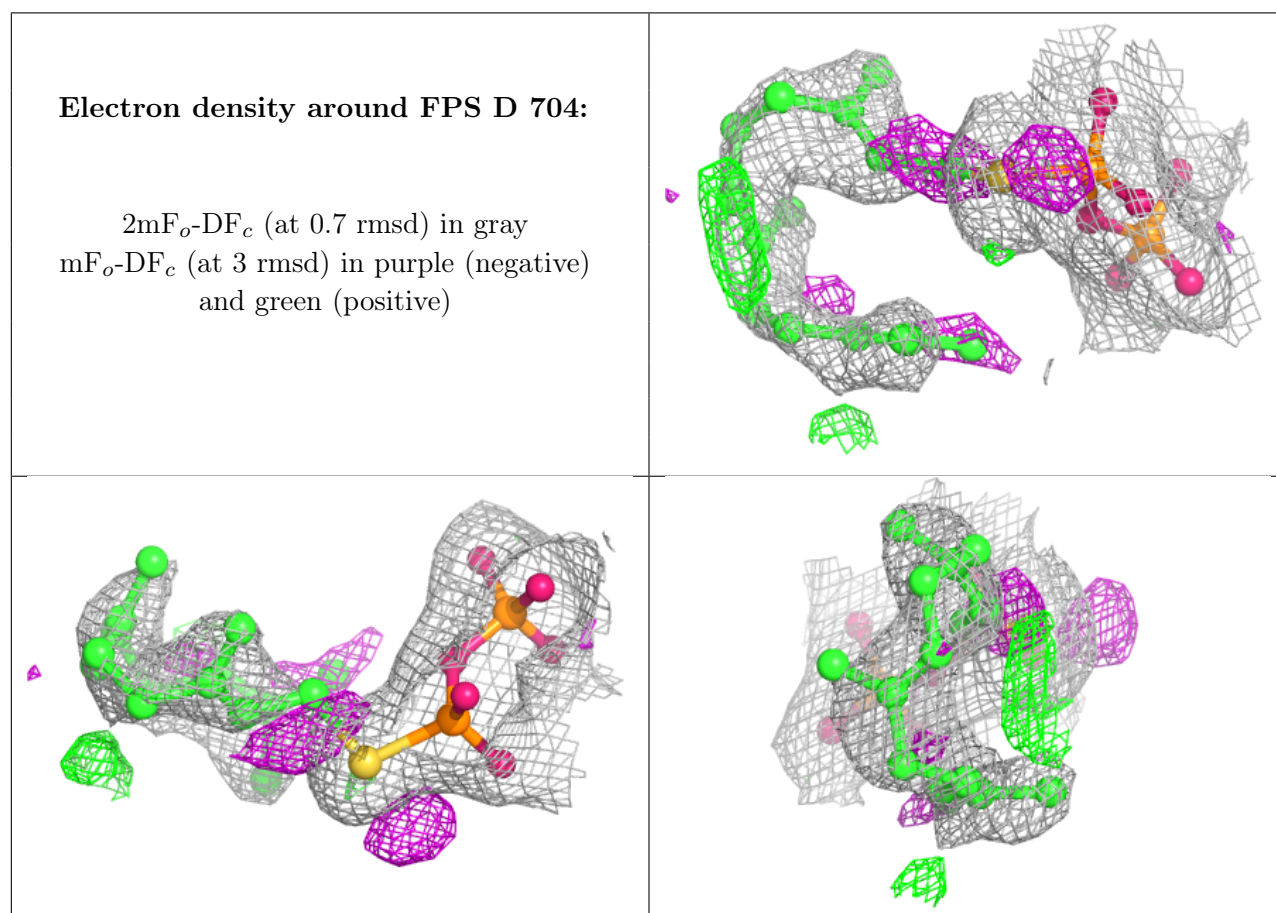 Electron density around FPS D 704:
2mFo-DFc (at 0.7 rmsd) in gray
mFo-DFc (at 3 rmsd) in purple (negative)
and green (positive)